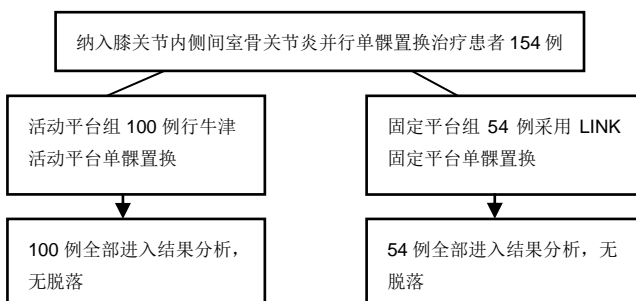 纳入膝关节内侧间室骨关节炎并行单髁置换治疗患者 154 例
活动平台组 100 例行牛津
活动平台单髁置换
固定平台组 54 例采用 LINK
固定平台单髁置换
100 例全部进入结果分析，
无脱落
54 例全部进入结果分析，无
脱落